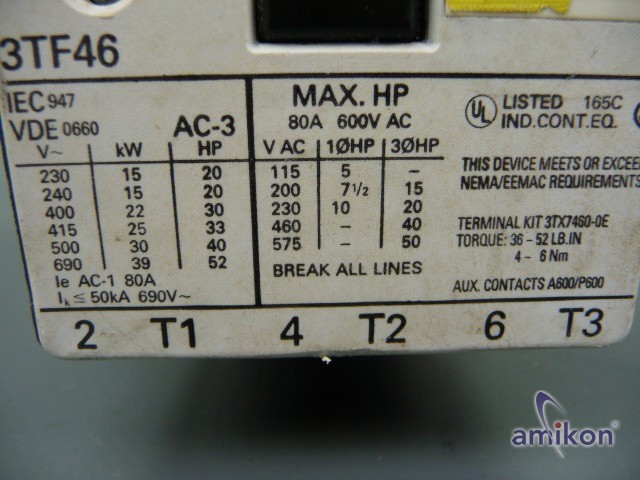 3TF46
IEC 947
VDE 0660 AC-3
V~ kW HP
230 15 20
240 15 20
400 22 30
415 25 33
500 30 40
690 39 52
Ie AC-1 80A
Ik ≤ 50kA 690V~
MAX. HP
80A 600V AC
V AC 1ØHP 3ØHP
115 5 –
200 7 1/2 15
230 10 20
460 – 40
575 – 50
BREAK ALL LINES
UL LISTED 165C
IND.CONT.EQ.
THIS DEVICE MEETS OR EXCEE
NEMA/EEMAC REQUIREMENTS
TERMINAL KIT 3TX7460-0E
TORQUE: 36 – 52 LB.IN
4 – 6 Nm
AUX. CONTACTS A600/P600
2 T1 4 T2 6 T3
amikon